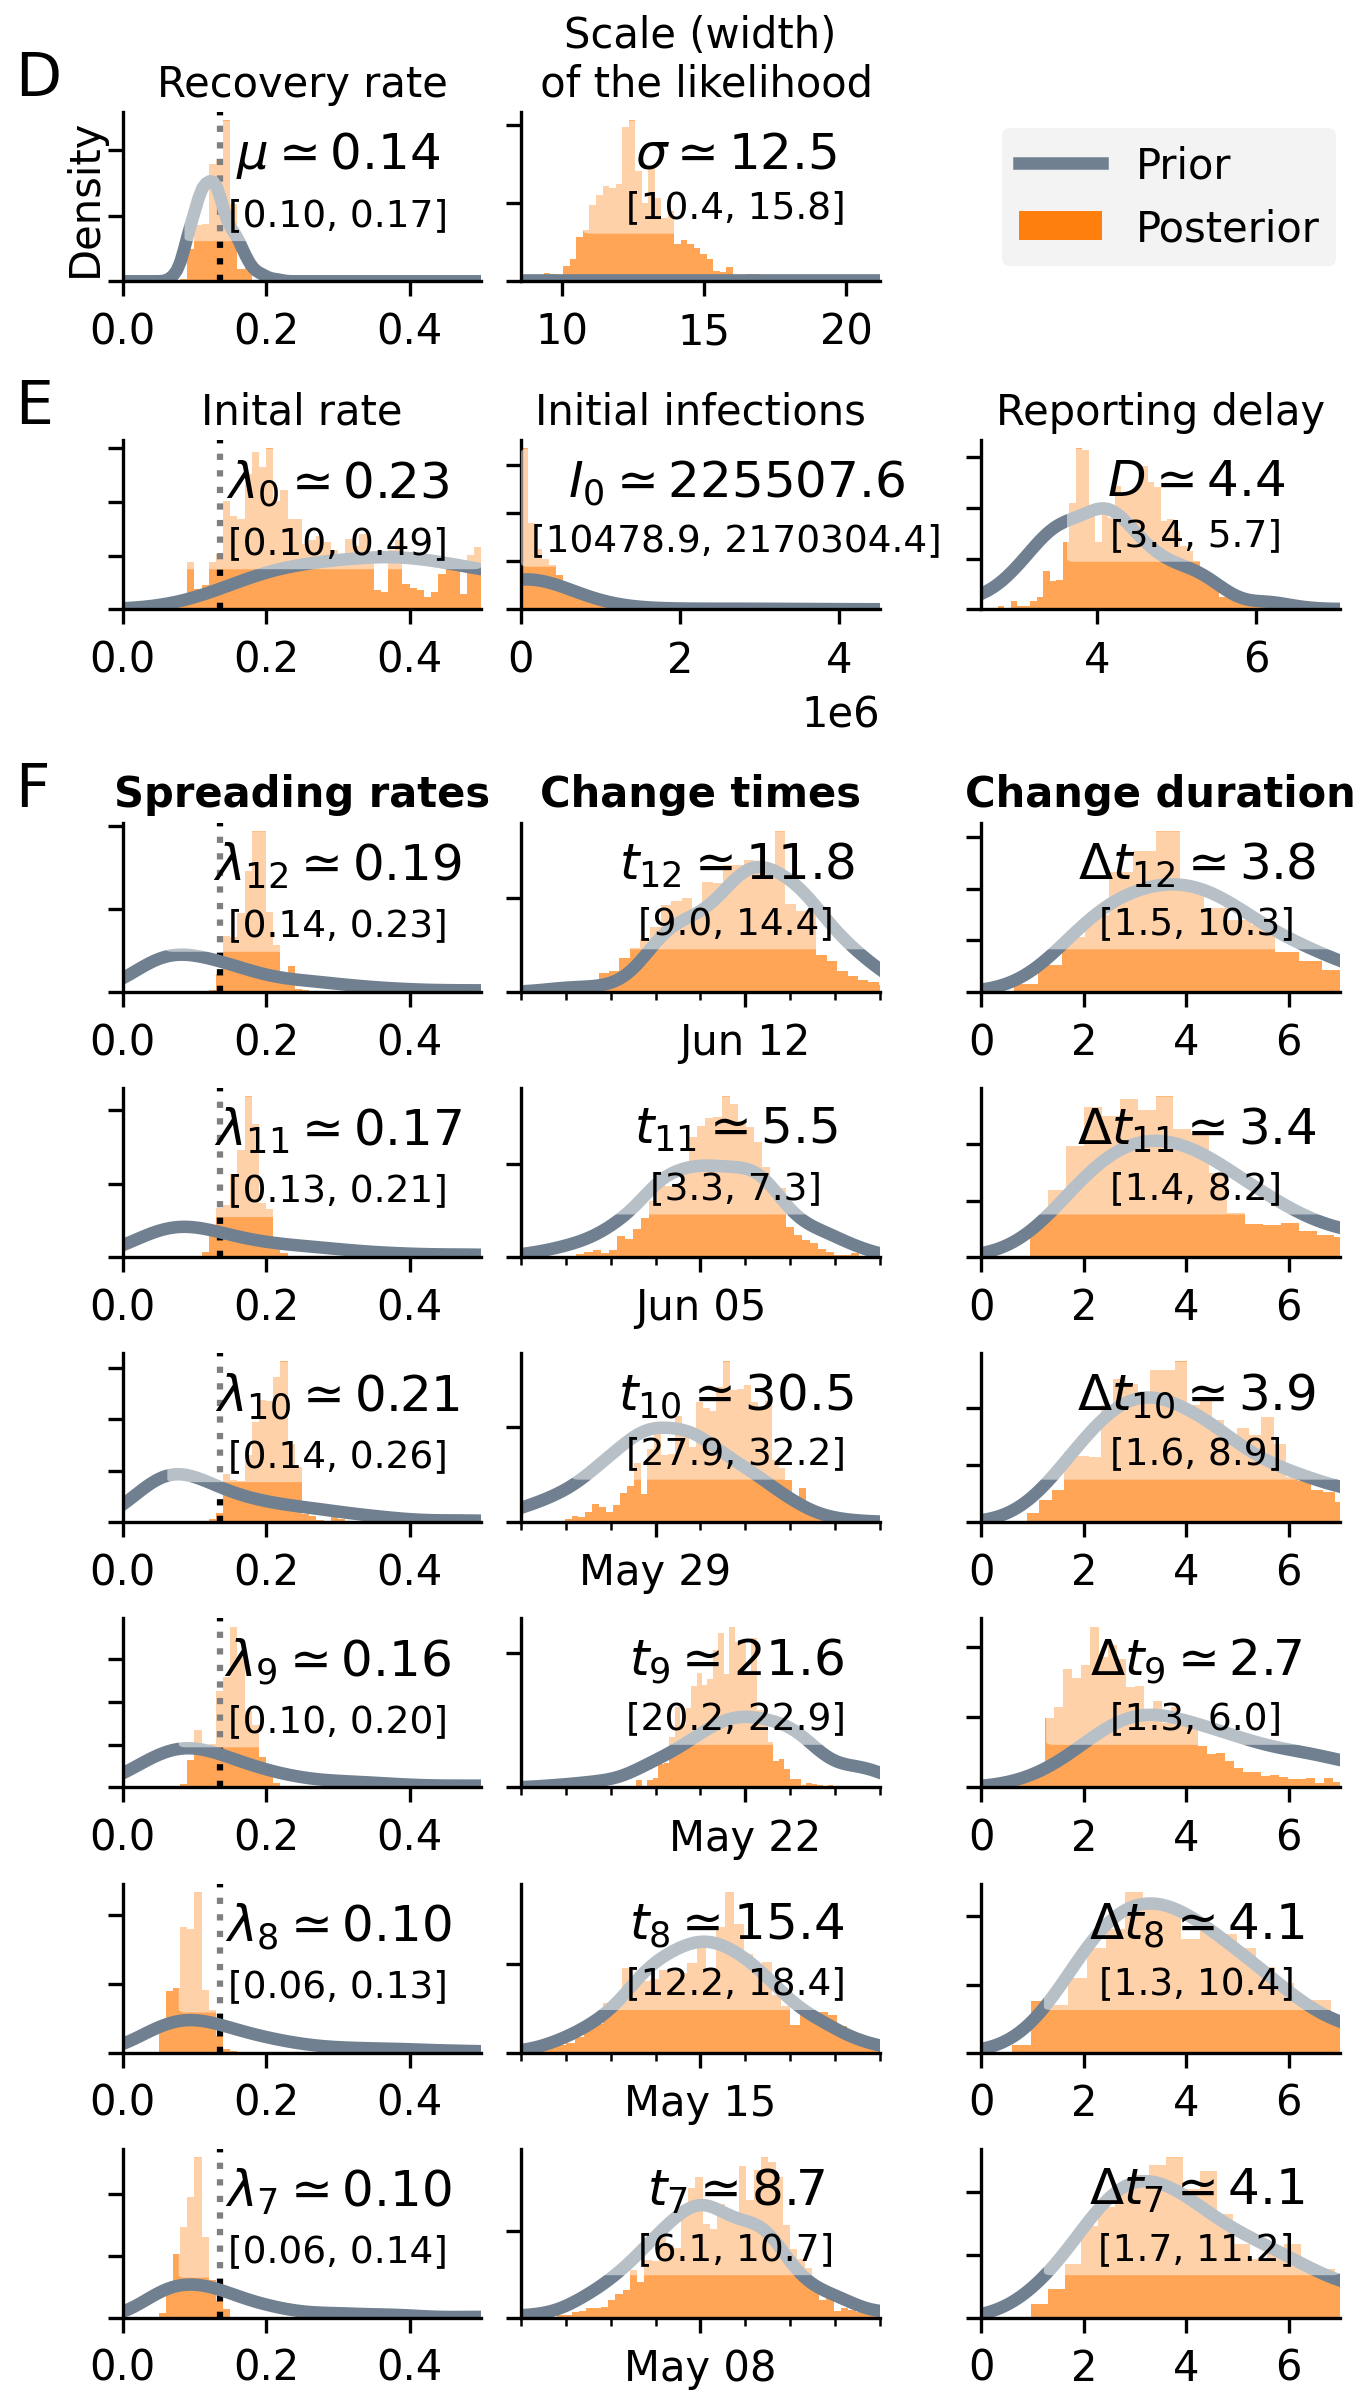 Scale (width)
D Recovery rate of the likelihood
Density
μ ≃ 0.14
[0.10, 0.17]
σ ≃ 12.5
[10.4, 15.8]
Prior
Posterior
0.0 0.2 0.4 10 15 20
E Inital rate Initial infections Reporting delay
λ0 ≃ 0.23 I0 ≃ 225507.6 D ≃ 4.4
[0.10, 0.49] [10478.9, 2170304.4] [3.4, 5.7]
0.0 0.2 0.4 0 2 4 4 6
1e6
F Spreading rates Change times Change duration
λ12 ≃ 0.19 t12 ≃ 11.8 Δt12 ≃ 3.8
[0.14, 0.23] [9.0, 14.4] [1.5, 10.3]
0.0 0.2 0.4 Jun 12 0 2 4 6
λ11 ≃ 0.17 t11 ≃ 5.5 Δt11 ≃ 3.4
[0.13, 0.21] [3.3, 7.3] [1.4, 8.2]
0.0 0.2 0.4 Jun 05 0 2 4 6
λ10 ≃ 0.21 t10 ≃ 30.5 Δt10 ≃ 3.9
[0.14, 0.26] [27.9, 32.2] [1.6, 8.9]
0.0 0.2 0.4 May 29 0 2 4 6
λ9 ≃ 0.16 t9 ≃ 21.6 Δt9 ≃ 2.7
[0.10, 0.20] [20.2, 22.9] [1.3, 6.0]
0.0 0.2 0.4 May 22 0 2 4 6
λ8 ≃ 0.10 t8 ≃ 15.4 Δt8 ≃ 4.1
[0.06, 0.13] [12.2, 18.4] [1.3, 10.4]
0.0 0.2 0.4 May 15 0 2 4 6
λ7 ≃ 0.10 t7 ≃ 8.7 Δt7 ≃ 4.1
[0.06, 0.14] [6.1, 10.7] [1.7, 11.2]
0.0 0.2 0.4 May 08 0 2 4 6